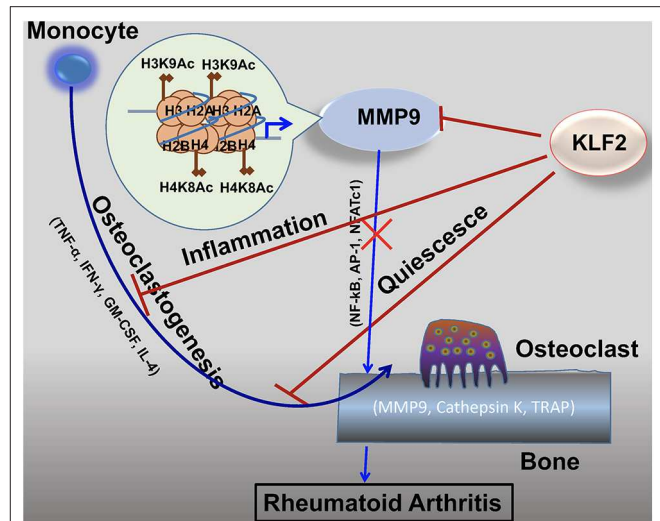 Monocyte
H3K9Ac H3K9Ac
H3 H2A H3 H2A
H2B H4 H2B H4
H4K8Ac
H4K8Ac
MMP9
KLF2
Osteoclastogenesis
(TNF-α, IFN-γ, GM-CSF, IL-4)
Inflammation
(NF-kB, AP-1, NFATc1)
Quiescesce
Osteoclast
(MMP9, Cathepsin K, TRAP)
Bone
Rheumatoid Arthritis